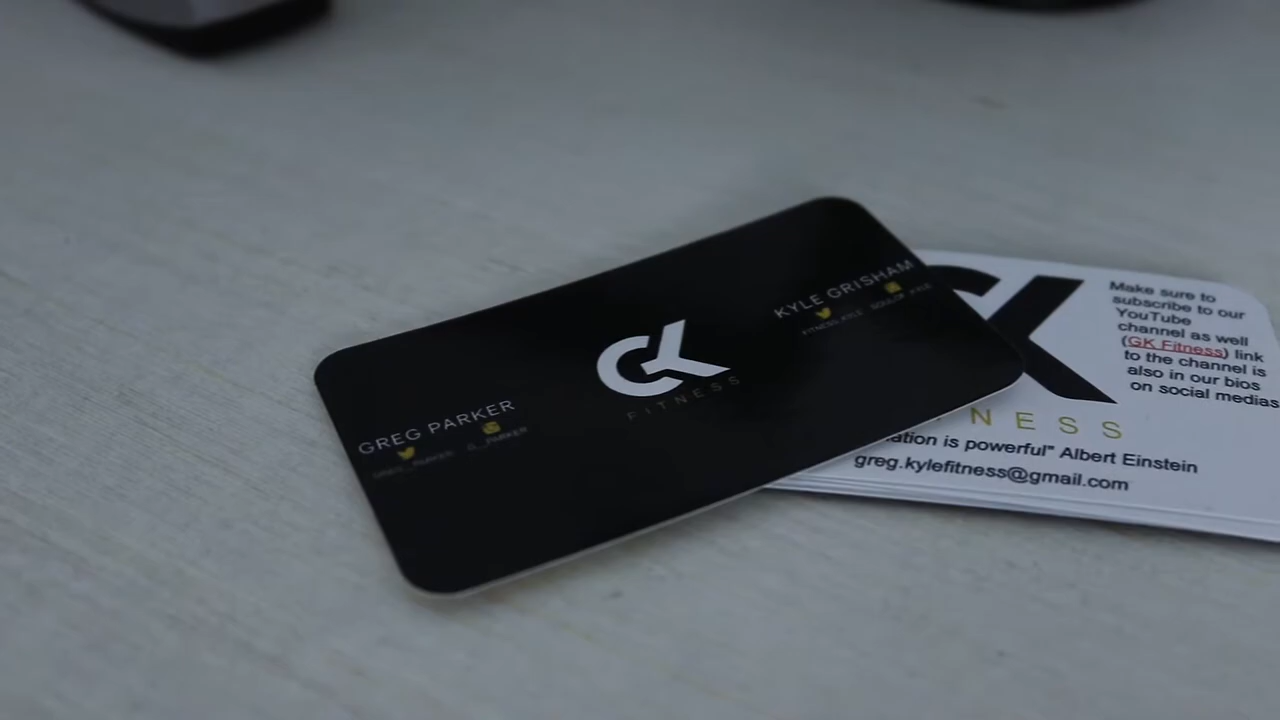 GREG PARKER
GK
FITNESS
KYLE GRISHAM
Make sure to
subscribe to our
YouTube
channel as well
(GK Fitness) link
to the channel is
also in our bios
on social medias
NESS
is powerful" Albert Einstein
greg.kylefitness@gmail.com